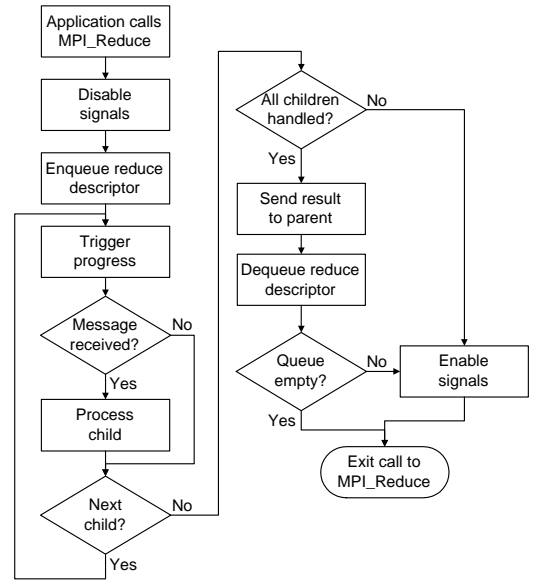 Application calls
MPI_Reduce
Disable
signals
Enqueue reduce
descriptor
Trigger
progress
Message
received?
No
Yes
Process
child
Next
child?
No
Yes
All children
handled?
No
Yes
Send result
to parent
Dequeue reduce
descriptor
Queue
empty?
No
Yes
Enable
signals
Exit call to
MPI_Reduce